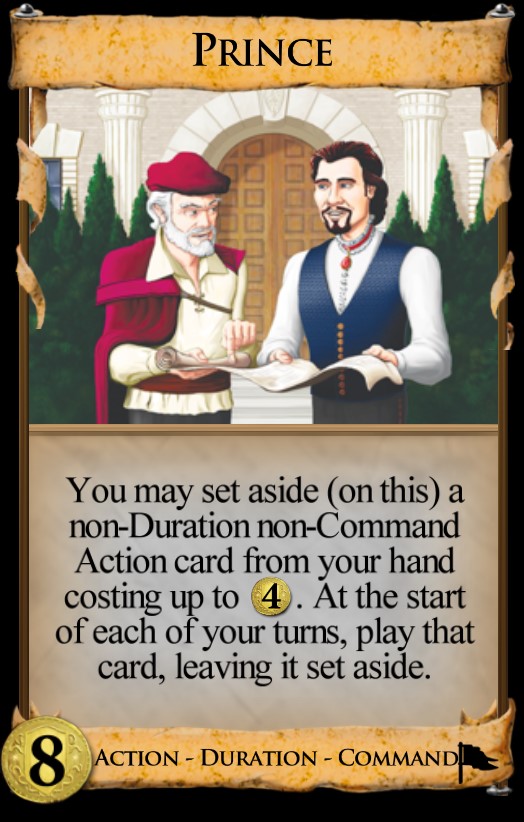 PRINCE
You may set aside (on this) a
non-Duration non-Command
Action card from your hand
costing up to 4. At the start
of each of your turns, play that
card, leaving it set aside.
8 ACTION - DURATION - COMMAND